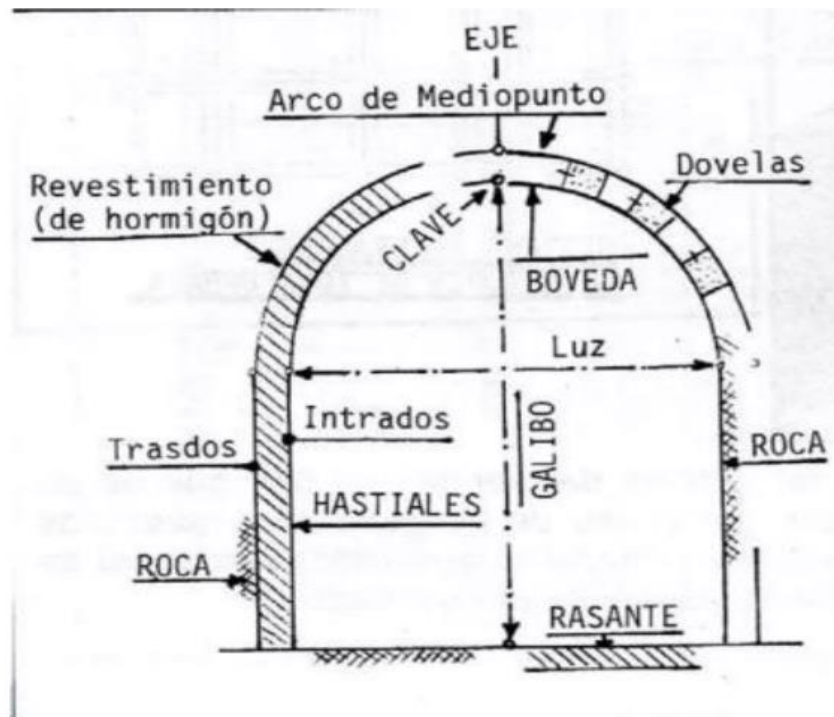 EJE
Arco de Mediopunto
Dovelas
Revestimiento
(de hormigón)
CLAVE
BOVEDA
Luz
Intrados
Trasdos
GALIBO
ROCA
HASTIALES
ROCA
RASANTE